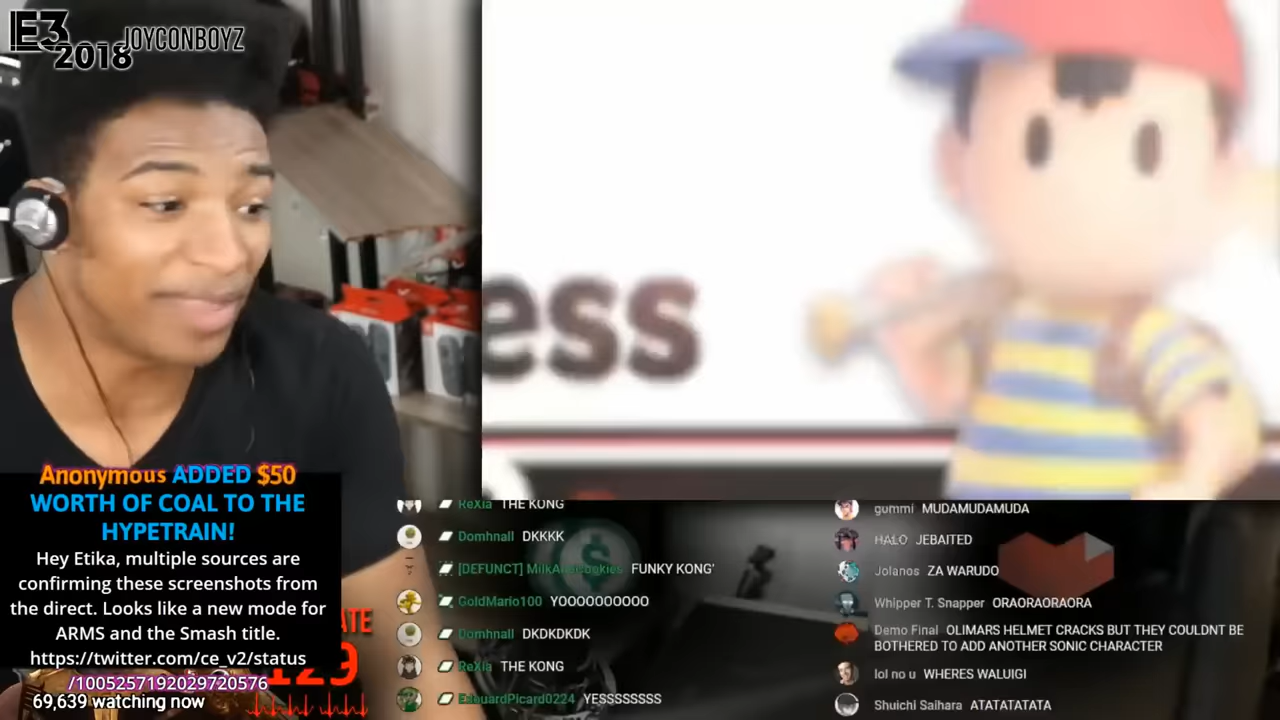 E3
2018 JOYCONBOYZ
ess
Anonymous ADDED $50
WORTH OF COAL TO THE
HYPETRAIN!
Hey Etika, multiple sources are
confirming these screenshots from
the direct. Looks like a new mode for
ARMS and the Smash title.
https://twitter.com/ce_v2/status
/1005257192029720576
69,639 watching now
ATE
129
ReXia THE KONG
Domhnall DKKKK
FUNKY KONG'
GoldMario100 YOOOOOOOOOO
Domhnall DKDKDKDK
ReXia THE KONG
EdouardPicard0224 YESSSSSSSS
$
gummi MUDAMUDAMUDA
HALO JEBAITED
Jolanos ZA WARUDO
Whipper T. Snapper ORAORAORAORA
Demo Final OLIMARS HELMET CRACKS BUT THEY COULDNT BE
BOTHERED TO ADD ANOTHER SONIC CHARACTER
lol no u WHERES WALUIGI
Shuichi Saihara ATATATATATA